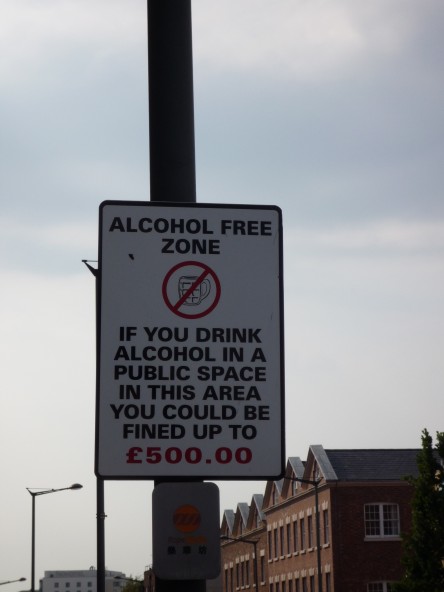 ALCOHOL FREE
ZONE
IF YOU DRINK
ALCOHOL IN A
PUBLIC SPACE
IN THIS AREA
YOU COULD BE
FINED UP TO
£500.00